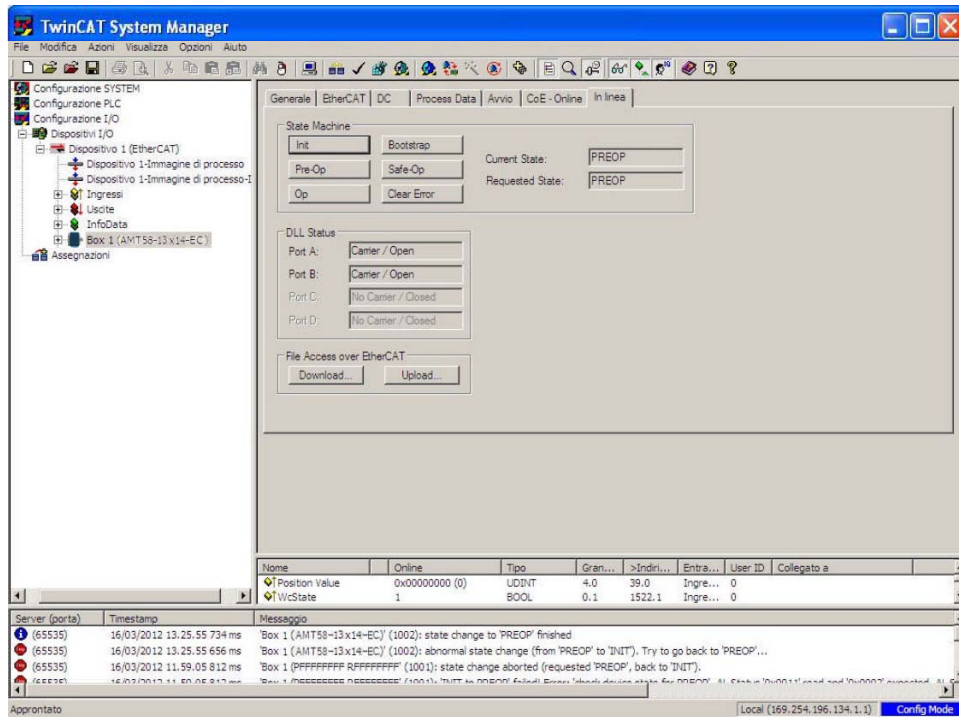 TwinCAT System Manager
File Modifica Azioni Visualizza Opzioni Aiuto
Configurazione SYSTEM
Configurazione PLC
Configurazione I/O
Dispositivi I/O
Dispositivo 1 (EtherCAT)
Dispositivo 1-Immagine di processo
Dispositivo 1-Immagine di processo-I
Ingressi
Uscite
InfoData
Box 1 (AMT58-13x14-EC)
Assegnazioni
Generale EtherCAT DC Process Data Avvio CoE - Online In linea
State Machine
Init Bootstrap
Pre-Op Safe-Op
Op Clear Error
Current State: PREOP
Requested State: PREOP
DLL Status
Port A: Carrier / Open
Port B: Carrier / Open
Port C: No Carrier / Closed
Port D: No Carrier / Closed
File Access over EtherCAT
Download... Upload...
Nome Online Tipo Gran... >Indiri... Entra... User ID Collegato a
Position Value 0x00000000 (0) UDINT 4.0 39.0 Ingre... 0
WcState 1 BOOL 0.1 1522.1 Ingre... 0
Server (porta) Timestamp Messaggio
(65535) 16/03/2012 13.25.55 734 ms 'Box 1 (AMT58-13x14-EC)' (1002): state change to 'PREOP' finished
(65535) 16/03/2012 13.25.55 656 ms 'Box 1 (AMT58-13x14-EC)' (1002): abnormal state change (from 'PREOP' to 'INIT'). Try to go back to 'PREOP'...
(65535) 16/03/2012 11.59.05 812 ms 'Box 1 (PFFFFFFFF RFFFFFFFF' (1001): state change aborted (requested 'PREOP', back to 'INIT').
Approntato
Local (169.254.196.134.1.1) Config Mode